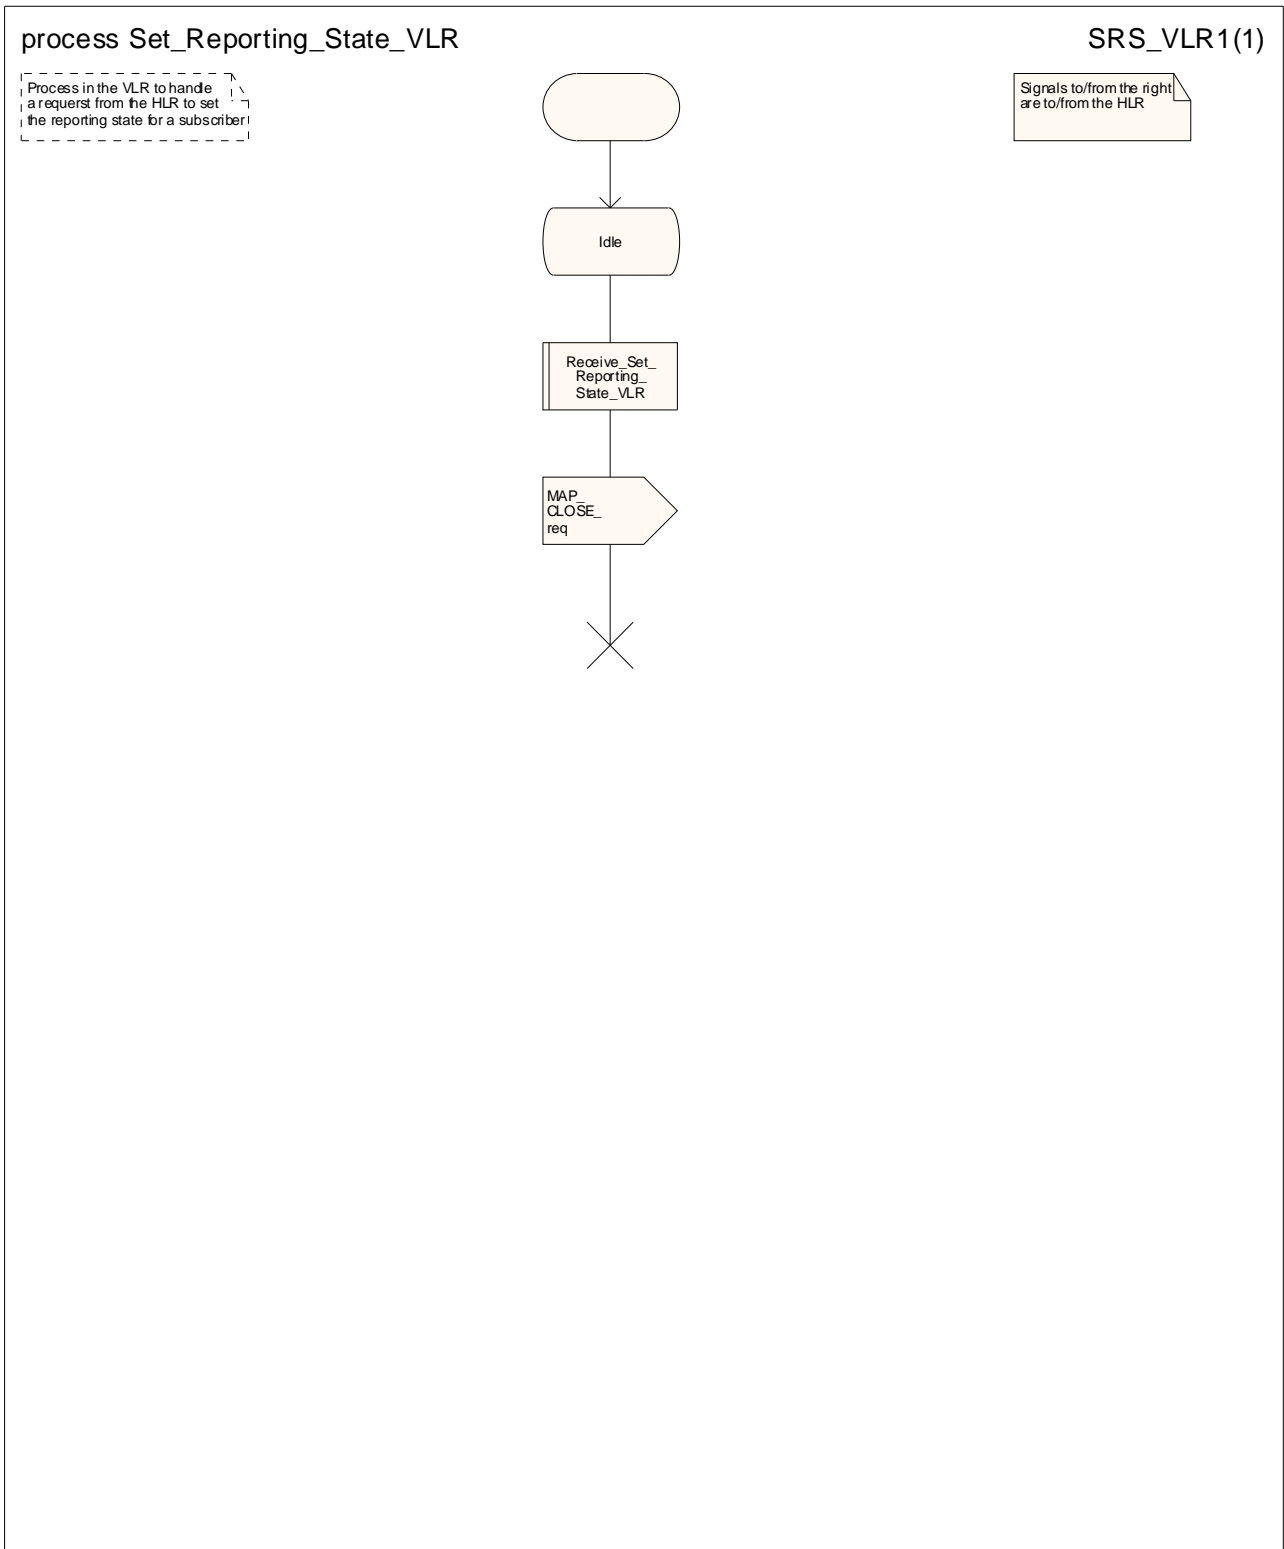 process Set_Reporting_State_VLR
SRS_VLR1(1)
Process in the VLR to handle
a requerst from the HLR to set
the reporting state for a subscriber
Signals to/from the right
are to/from the HLR
Idle
Receive_Set_
Reporting_
State_VLR
MAP_
CLOSE_
req